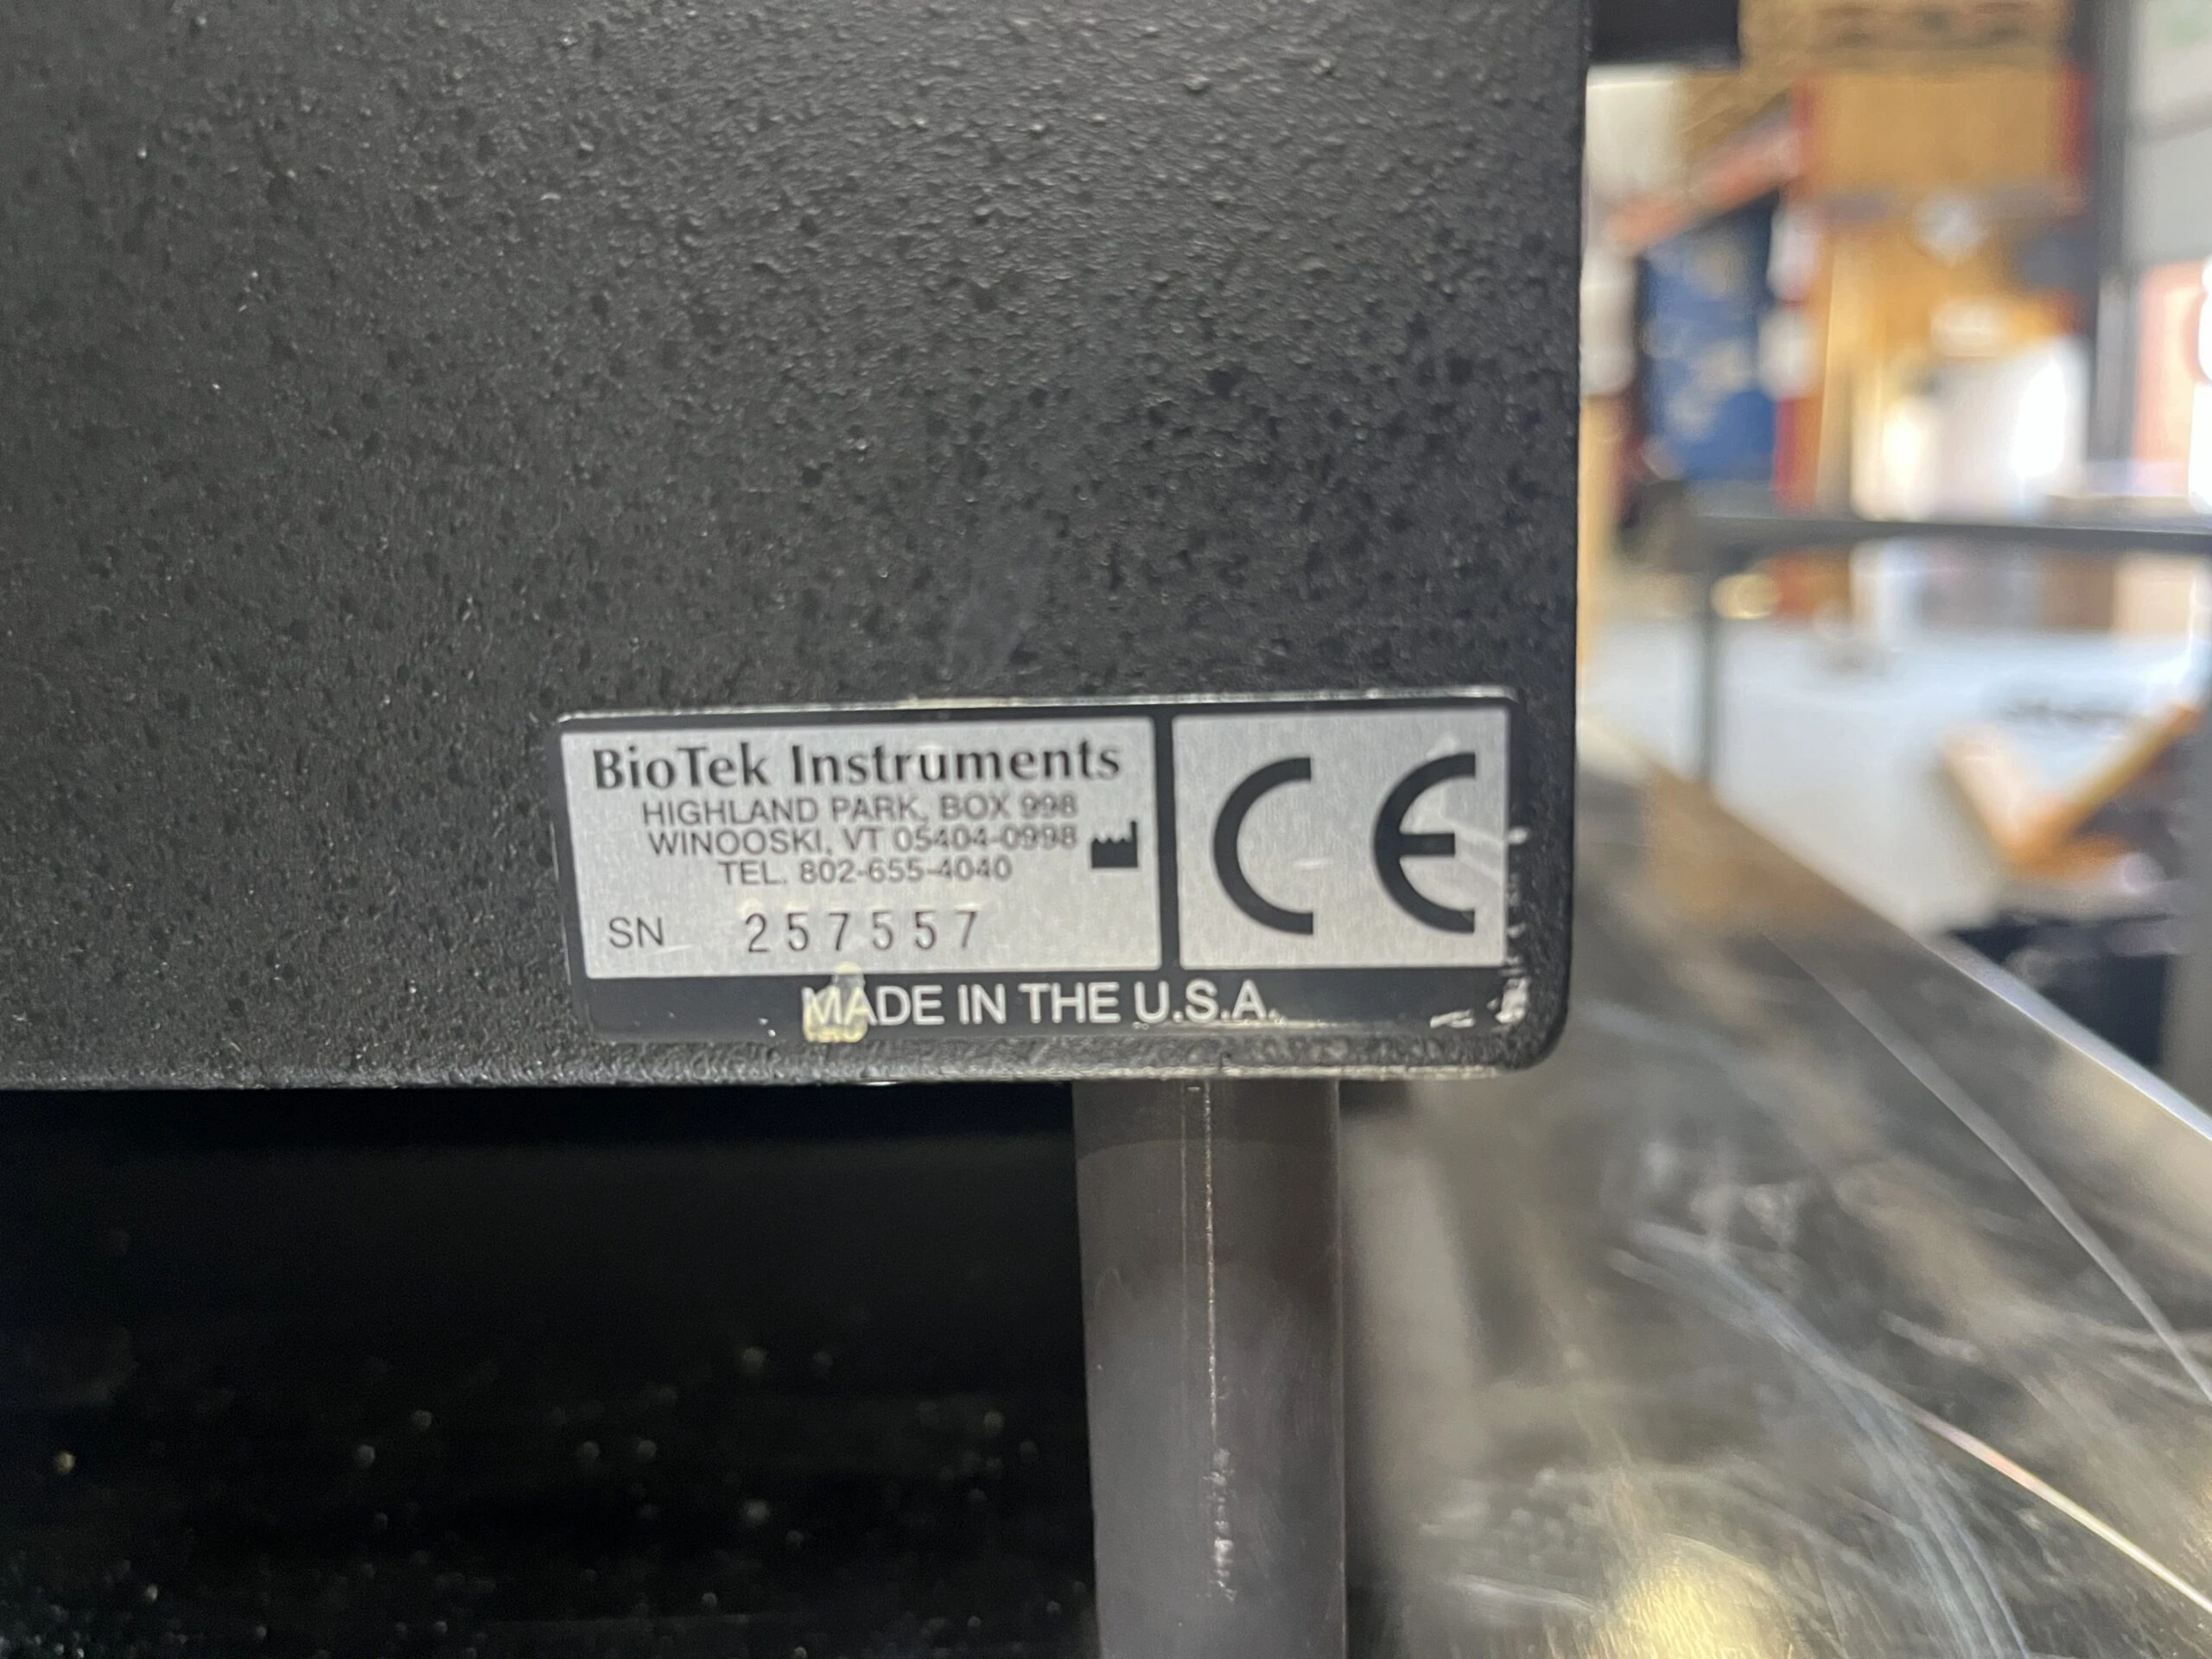 BioTek Instruments
HIGHLAND PARK, BOX 998
WINOOSKI, VT 05404-0998
TEL. 802-655-4040
SN 257557
CE
MADE IN THE U.S.A.